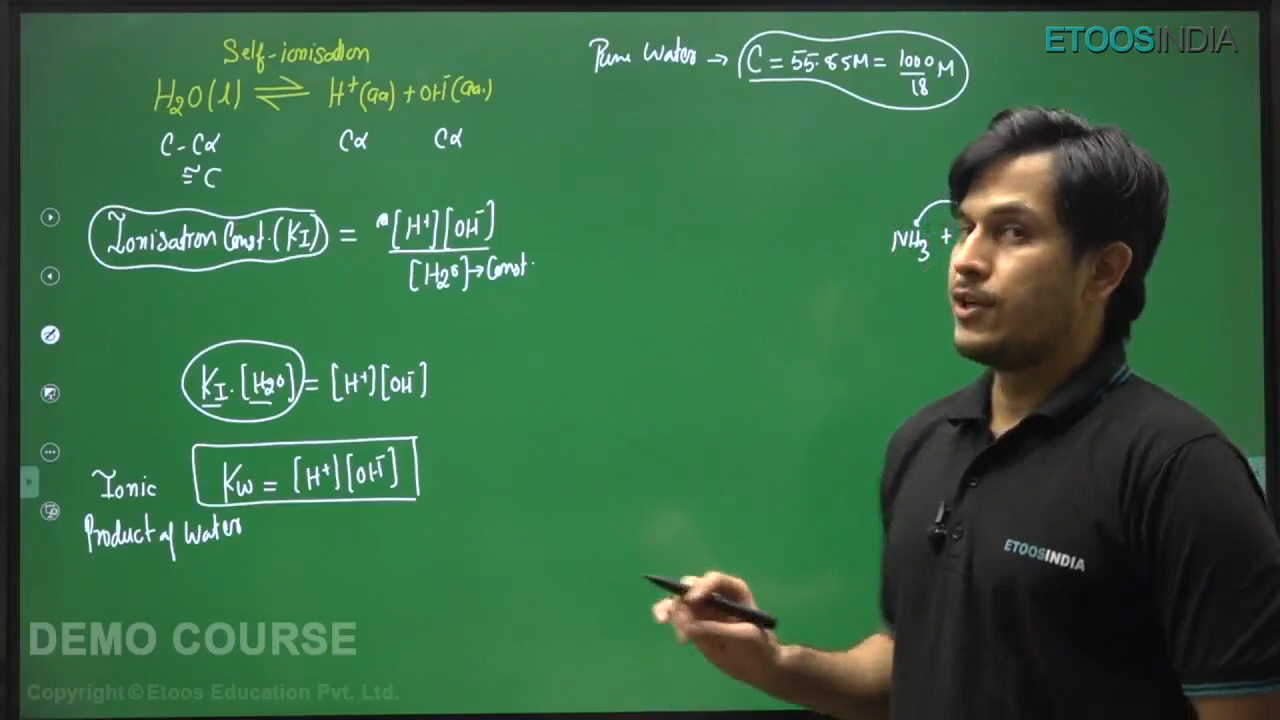 Self-ionisation
H₂O(l) ⇌ H⁺(aq) + OH⁻(aq.)
C-Cα Cα Cα
≅ C
Ionisation Const. (KI) = [H⁺][OH⁻]
[H₂O] → Const.
KI. [H₂O] = [H⁺][OH⁻]
Kw = [H⁺][OH⁻]
Ionic
Product of Water
Pure Water → C = 55.55M = 1000 M
18
NH₃ +
ETOOSINDIA
ETOOSINDIA
DEMO COURSE
Copyright © Etoos Education Pvt. Ltd.